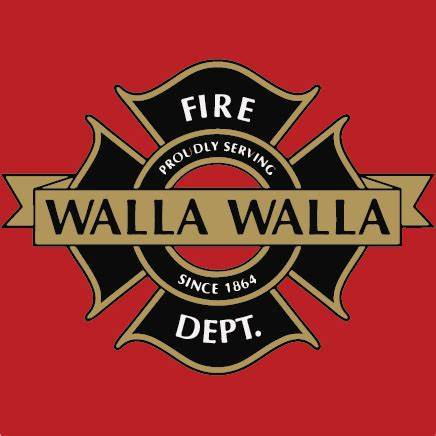 FIRE
PROUDLY SERVING
WALLA WALLA
SINCE 1864
DEPT.